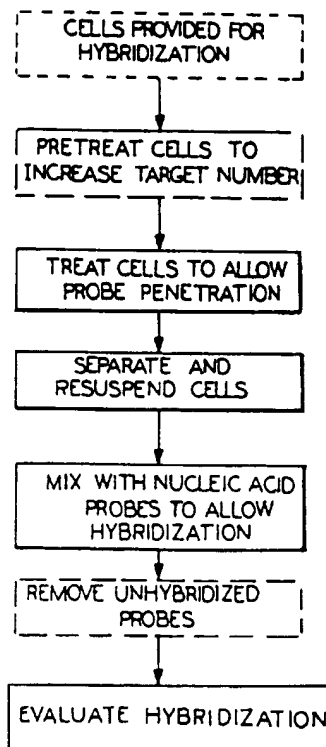 CELLS PROVIDED FOR
HYBRIDIZATION
PRETREAT CELLS TO
INCREASE TARGET NUMBER
TREAT CELLS TO ALLOW
PROBE PENETRATION
SEPARATE AND
RESUSPEND CELLS
MIX WITH NUCLEIC ACID
PROBES TO ALLOW
HYBRIDIZATION
REMOVE UNHYBRIDIZED
PROBES
EVALUATE HYBRIDIZATION